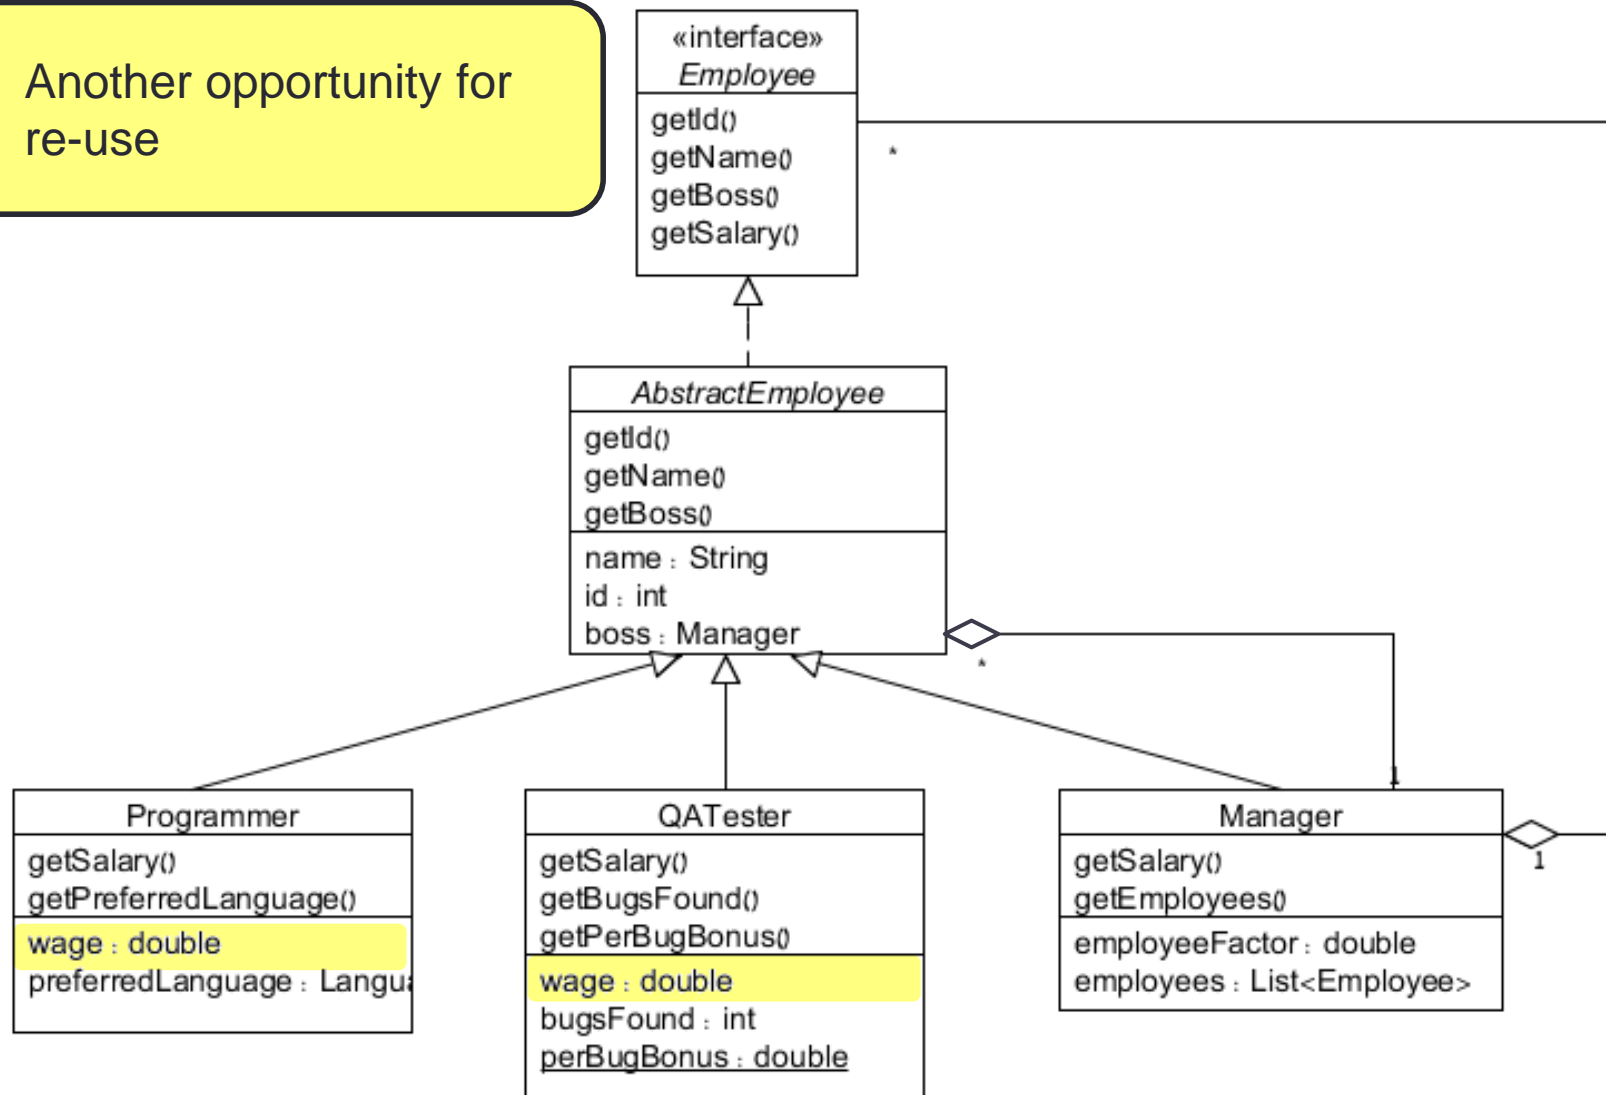 Another opportunity for
re-use
«interface»
Employee
getId()
getName()
getBoss()
getSalary()
*
AbstractEmployee
getId()
getName()
getBoss()
name : String
id : int
boss : Manager
*
1
Programmer
getSalary()
getPreferredLanguage()
wage : double
preferredLanguage :
QATester
getSalary()
getBugsFound()
getPerBugBonus()
wage : double
bugsFound : int
perBugBonus : double
Manager
getSalary()
getEmployees()
employeeFactor : double
employees : List<Employee>
1